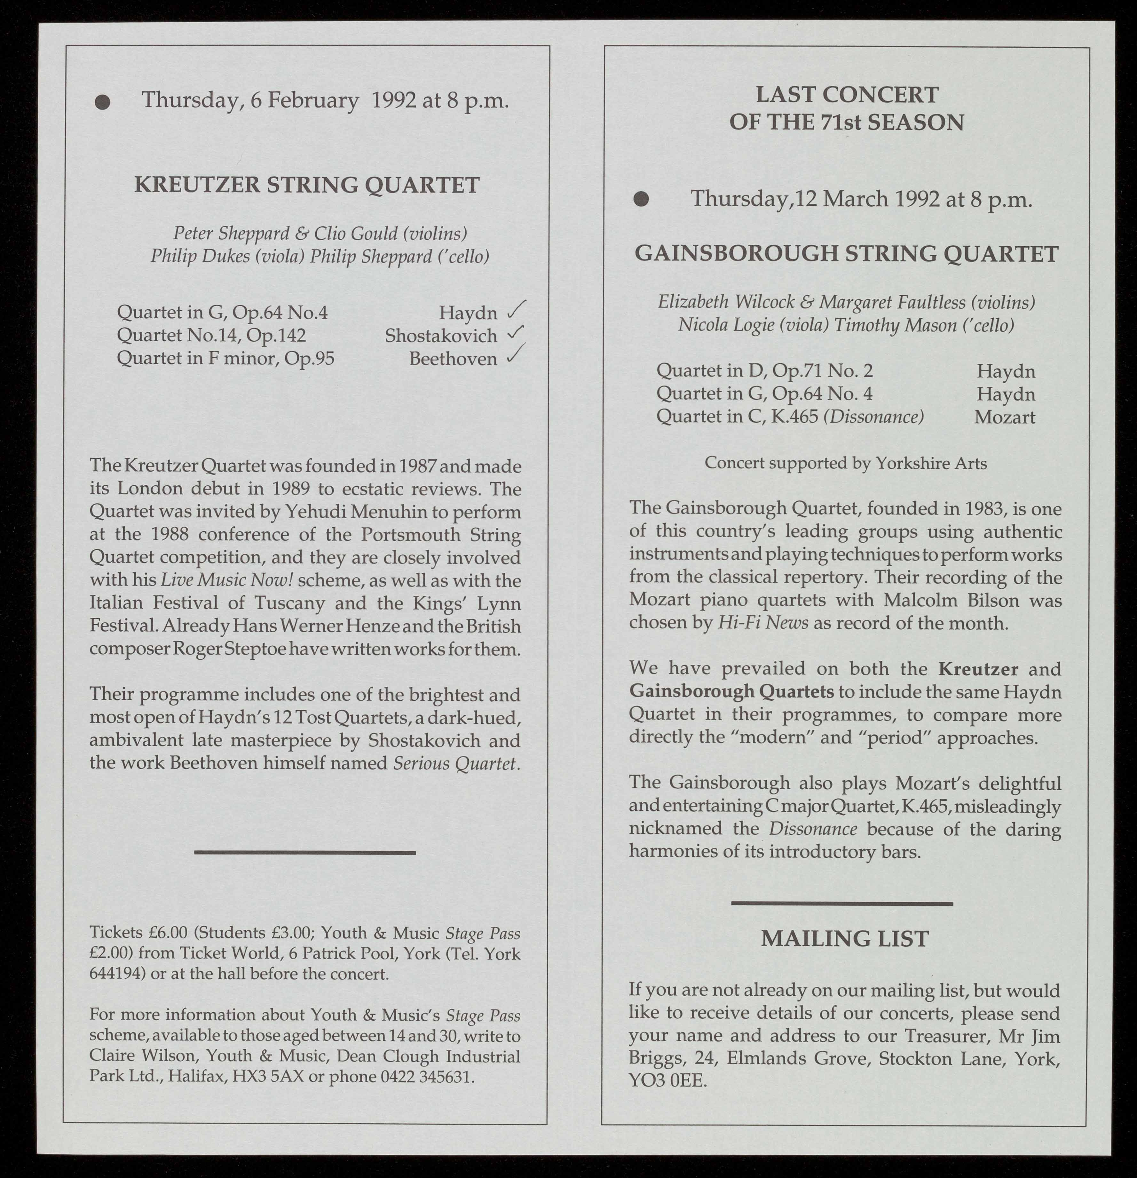 ● Thursday, 6 February 1992 at 8 p.m.
KREUTZER STRING QUARTET
Peter Sheppard & Clio Gould (violins)
Philip Dukes (viola) Philip Sheppard ('cello)
Quartet in G, Op.64 No.4 Haydn ✓
Quartet No.14, Op.142 Shostakovich ✓
Quartet in F minor, Op.95 Beethoven ✓
The Kreutzer Quartet was founded in 1987 and made
its London debut in 1989 to ecstatic reviews. The
Quartet was invited by Yehudi Menuhin to perform
at the 1988 conference of the Portsmouth String
Quartet competition, and they are closely involved
with his Live Music Now! scheme, as well as with the
Italian Festival of Tuscany and the Kings' Lynn
Festival. Already Hans Werner Henze and the British
composer Roger Steptoe have written works for them.
Their programme includes one of the brightest and
most open of Haydn's 12 Tost Quartets, a dark-hued,
ambivalent late masterpiece by Shostakovich and
the work Beethoven himself named Serious Quartet.
Tickets £6.00 (Students £3.00; Youth & Music Stage Pass
£2.00) from Ticket World, 6 Patrick Pool, York (Tel. York
644194) or at the hall before the concert.
For more information about Youth & Music's Stage Pass
scheme, available to those aged between 14 and 30, write to
Claire Wilson, Youth & Music, Dean Clough Industrial
Park Ltd., Halifax, HX3 5AX or phone 0422 345631.
LAST CONCERT
OF THE 71st SEASON
● Thursday,12 March 1992 at 8 p.m.
GAINSBOROUGH STRING QUARTET
Elizabeth Wilcock & Margaret Faultless (violins)
Nicola Logie (viola) Timothy Mason ('cello)
Quartet in D, Op.71 No. 2 Haydn
Quartet in G, Op.64 No. 4 Haydn
Quartet in C, K.465 (Dissonance) Mozart
Concert supported by Yorkshire Arts
The Gainsborough Quartet, founded in 1983, is one
of this country's leading groups using authentic
instruments and playing techniques to perform works
from the classical repertory. Their recording of the
Mozart piano quartets with Malcolm Bilson was
chosen by Hi-Fi News as record of the month.
We have prevailed on both the Kreutzer and
Gainsborough Quartets to include the same Haydn
Quartet in their programmes, to compare more
directly the "modern" and "period" approaches.
The Gainsborough also plays Mozart's delightful
and entertaining C major Quartet, K.465, misleadingly
nicknamed the Dissonance because of the daring
harmonies of its introductory bars.
MAILING LIST
If you are not already on our mailing list, but would
like to receive details of our concerts, please send
your name and address to our Treasurer, Mr Jim
Briggs, 24, Elmlands Grove, Stockton Lane, York,
YO3 0EE.